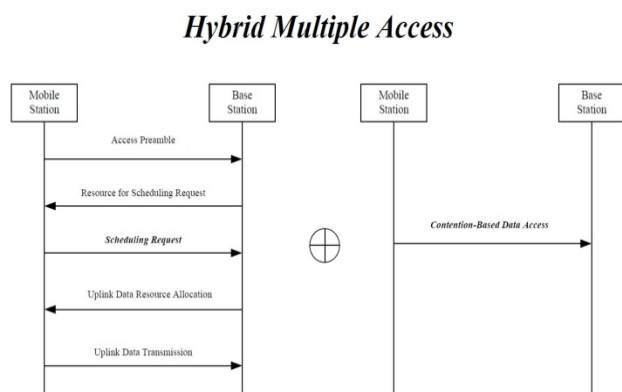 Hybrid Multiple Access
Mobile
Station
Base
Station
Access Preamble
Resource for Scheduling Request
Scheduling Request
Uplink Data Resource Allocation
Uplink Data Transmission
Mobile
Station
Base
Station
Contention-Based Data Access